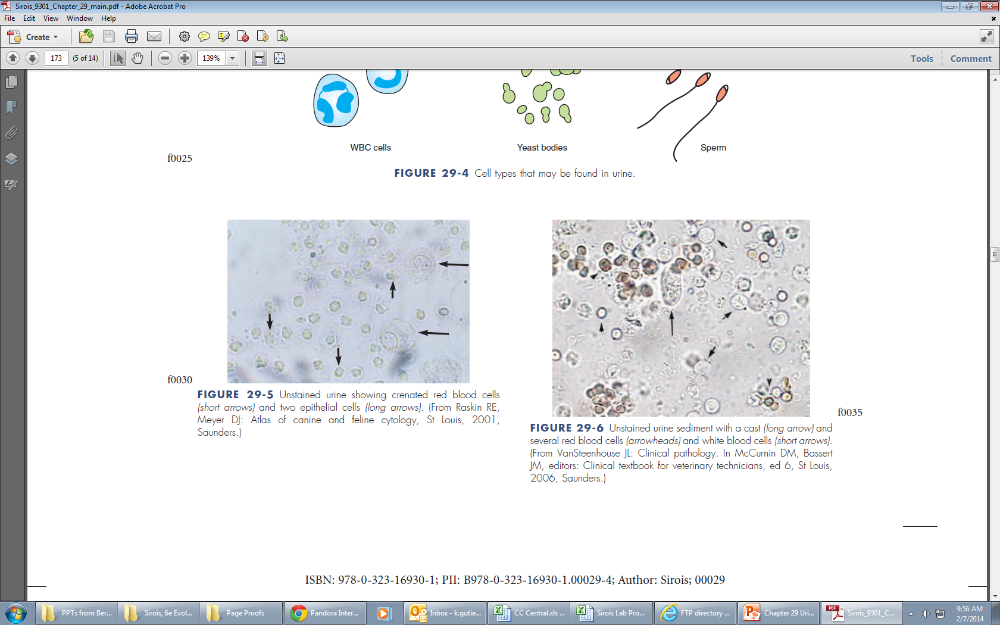 Sirois_9301_Chapter_29_main.pdf - Adobe Acrobat Pro
File Edit View Window Help
Create
173 (5 of 14) 139% Tools Comment
WBC cells Yeast bodies Sperm
f0025
FIGURE 29-4 Cell types that may be found in urine.
f0030
FIGURE 29-5 Unstained urine showing crenated red blood cells
(short arrows) and two epithelial cells (long arrows). (From Raskin RE,
Meyer DJ: Atlas of canine and feline cytology, St Louis, 2001,
Saunders.)
f0035
FIGURE 29-6 Unstained urine sediment with a cast (long arrow) and
several red blood cells (arrowheads) and white blood cells (short arrows).
(From VanSteenhouse JL: Clinical pathology. In McCurnin DM, Bassert
JM, editors: Clinical textbook for veterinary technicians, ed 6, St Louis,
2006, Saunders.)
ISBN: 978-0-323-16930-1; PII: B978-0-323-16930-1.00029-4; Author: Sirois; 00029
PPTs from Ber... Sirois, 6e Evol... Page Proofs Pandora Inter... Inbox - k.gutie... CC Central.xls ... Sirois Lab Pro... FTP directory ... Chapter 29 Uri... Sirois_9301_C...
9:56 AM
2/7/2014